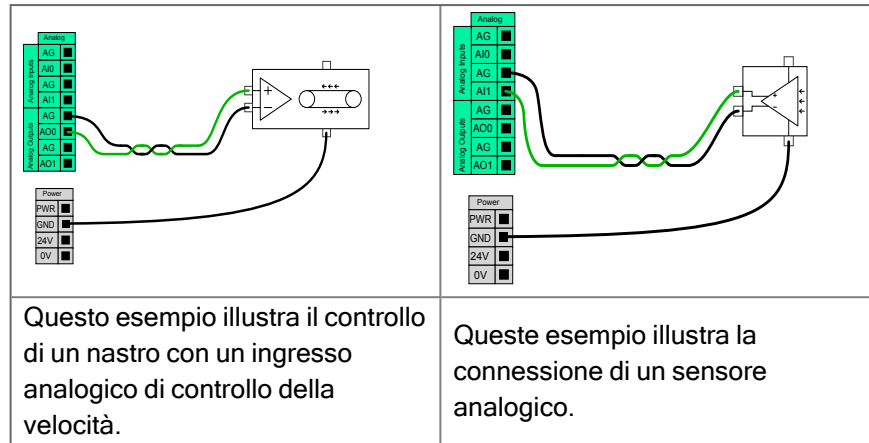 Analog
AG
AI0
AG
AI1
AG
AO0
AG
AO1
Analog Inputs
Analog Outputs
+
−
Power
PWR
GND
24V
0V
Analog
AG
AI0
AG
AI1
AG
AO0
AG
AO1
Analog Inputs
Analog Outputs
+
−
Power
PWR
GND
24V
0V
Questo esempio illustra il controllo
di un nastro con un ingresso
analogico di controllo della
velocità.
Queste esempio illustra la
connessione di un sensore
analogico.